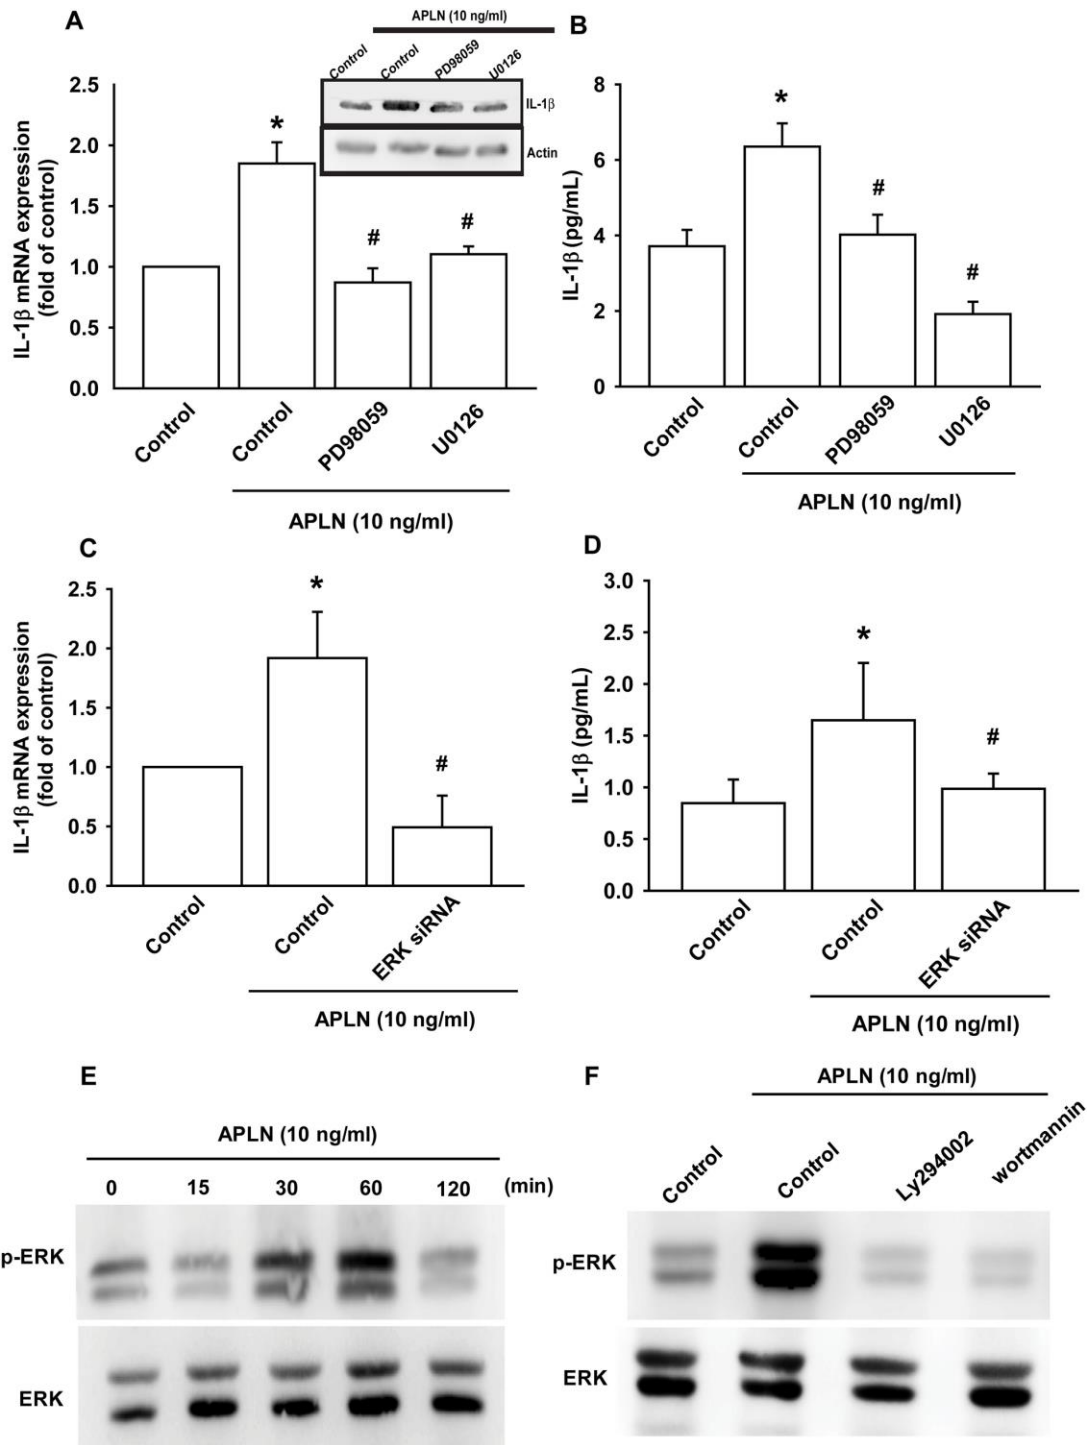 A
APLN (10 ng/ml)
Control
Control
PD98059
U0126
IL-1β
Actin
IL-1β mRNA expression
(fold of control)
2.5
2.0
1.5
1.0
0.5
0.0
*
#
#
Control
Control
PD98059
U0126
APLN (10 ng/ml)
B
IL-1β (pg/mL)
8
6
4
2
0
*
#
#
Control
Control
PD98059
U0126
APLN (10 ng/ml)
C
IL-1β mRNA expression
(fold of control)
2.5
2.0
1.5
1.0
0.5
0.0
*
#
Control
Control
ERK siRNA
APLN (10 ng/ml)
D
IL-1β (pg/mL)
3.0
2.5
2.0
1.5
1.0
0.5
0.0
*
#
Control
Control
ERK siRNA
APLN (10 ng/ml)
E
APLN (10 ng/ml)
0 15 30 60 120 (min)
p-ERK
ERK
F
APLN (10 ng/ml)
Control
Control
Ly294002
wortmannin
p-ERK
ERK